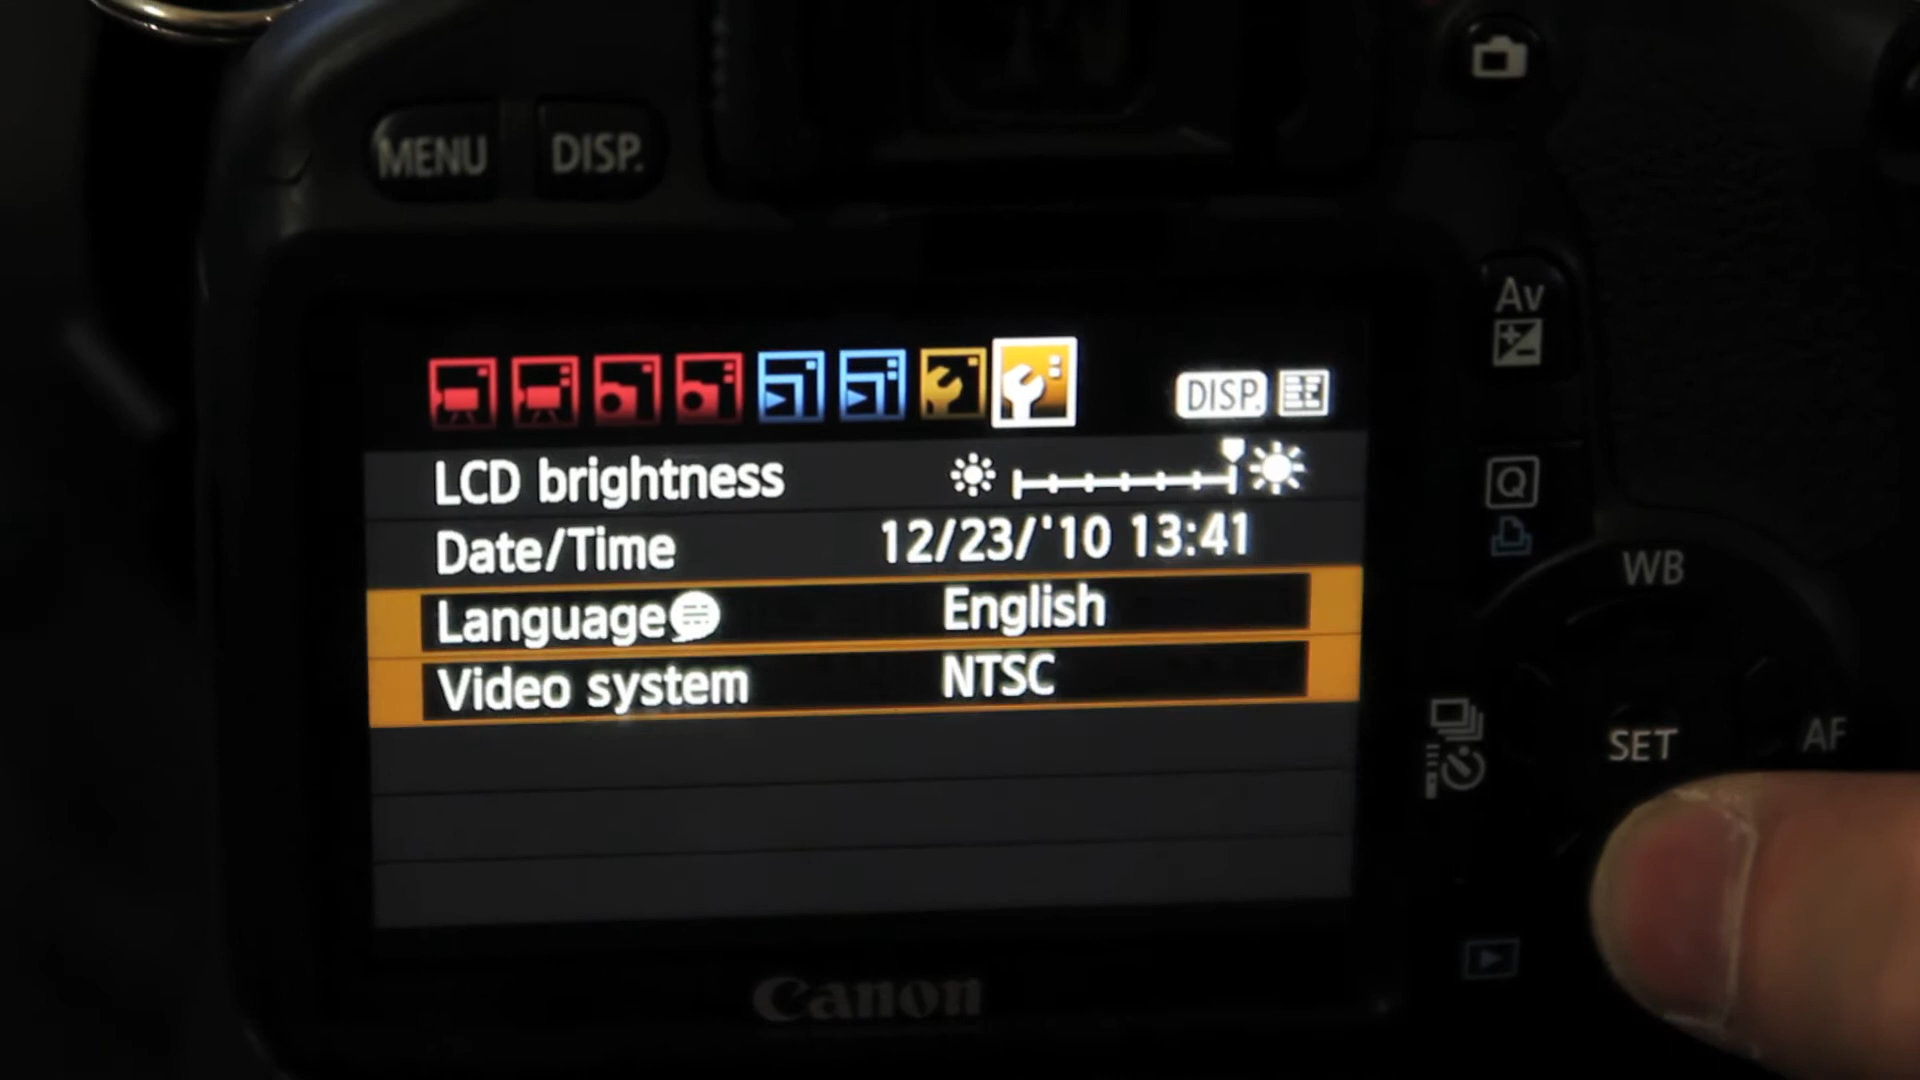 MENU DISP.
Av
DISP.
LCD brightness
Date/Time 12/23/'10 13:41
Language English
Video system NTSC
Q
WB
SET AF
Canon